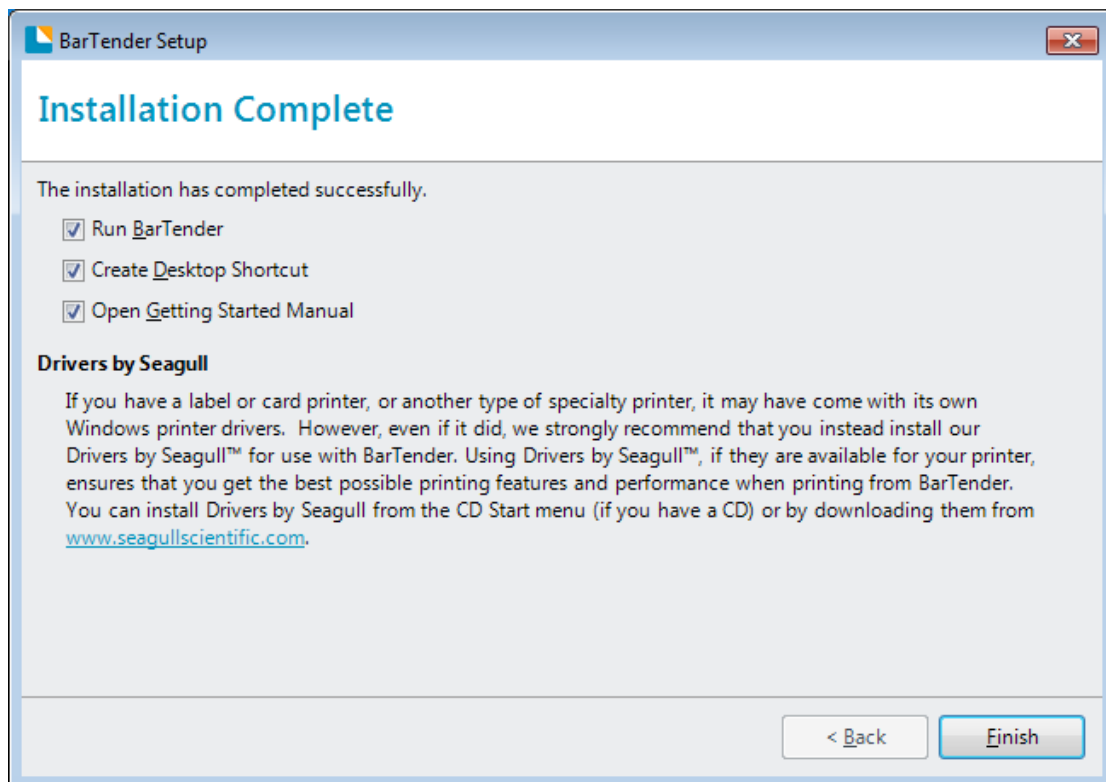 BarTender Setup
Installation Complete
The installation has completed successfully.
Run BarTender
Create Desktop Shortcut
Open Getting Started Manual
Drivers by Seagull
If you have a label or card printer, or another type of specialty printer, it may have come with its own
Windows printer drivers.  However, even if it did, we strongly recommend that you instead install our
Drivers by Seagull™ for use with BarTender. Using Drivers by Seagull™, if they are available for your printer,
ensures that you get the best possible printing features and performance when printing from BarTender.
You can install Drivers by Seagull from the CD Start menu (if you have a CD) or by downloading them from
www.seagullscientific.com.
< Back
Finish